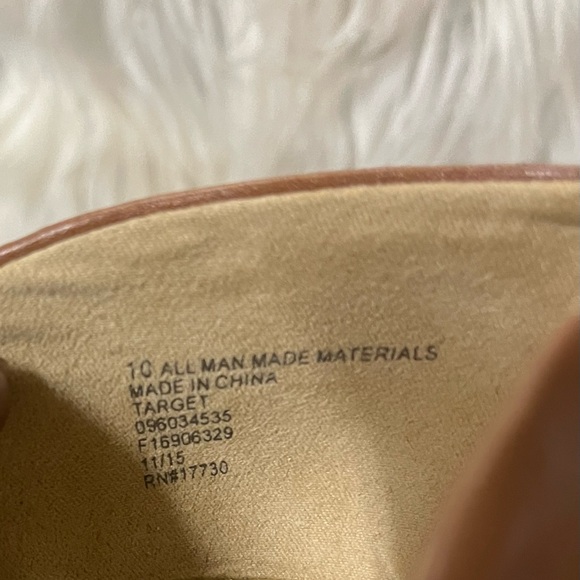 10 ALL MAN MADE MATERIALS
MADE IN CHINA
TARGET
096034535
F16906329
11/15
RN#17730